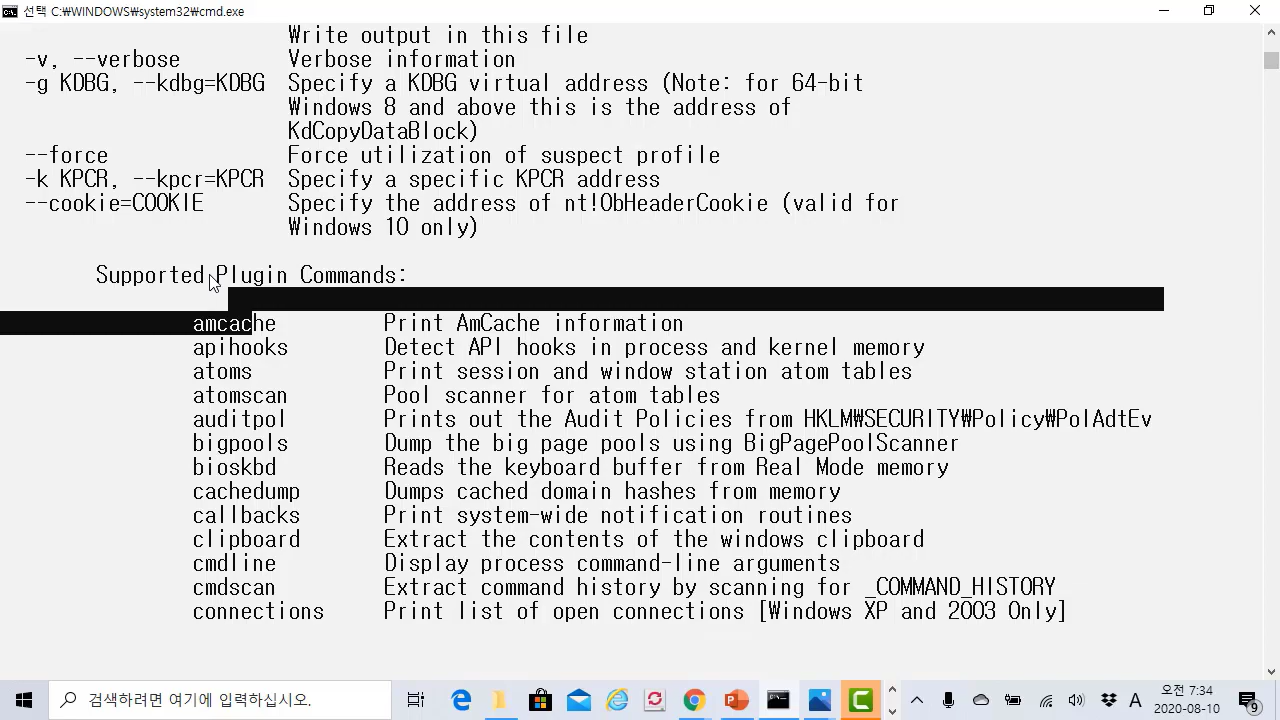 선택 C:₩WINDOWS₩system32₩cmd.exe
Write output in this file
-v, --verbose Verbose information
-g KDBG, --kdbg=KDBG Specify a KDBG virtual address (Note: for 64-bit
Windows 8 and above this is the address of
KdCopyDataBlock)
--force Force utilization of suspect profile
-k KPCR, --kpcr=KPCR Specify a specific KPCR address
--cookie=COOKIE Specify the address of nt!ObHeaderCookie (valid for
Windows 10 only)
Supported Plugin Commands:
amcache Print AmCache information
apihooks Detect API hooks in process and kernel memory
atoms Print session and window station atom tables
atomscan Pool scanner for atom tables
auditpol Prints out the Audit Policies from HKLM₩SECURITY₩Policy₩PolAdtEv
bigpools Dump the big page pools using BigPagePoolScanner
bioskbd Reads the keyboard buffer from Real Mode memory
cachedump Dumps cached domain hashes from memory
callbacks Print system-wide notification routines
clipboard Extract the contents of the windows clipboard
cmdline Display process command-line arguments
cmdscan Extract command history by scanning for _COMMAND_HISTORY
connections Print list of open connections [Windows XP and 2003 Only]
검색하려면 여기에 입력하십시오.
A
오전 7:34
2020-08-10
9